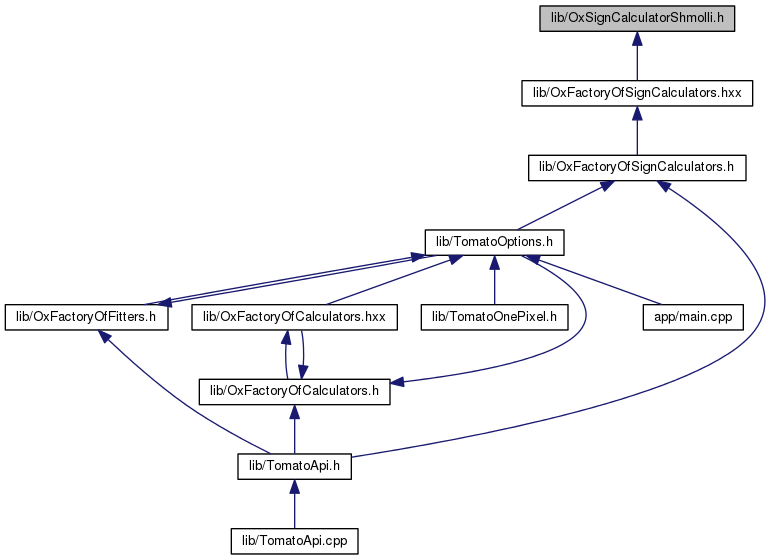 lib/OxSignCalculatorShmolli.h
lib/OxFactoryOfSignCalculators.hxx
lib/OxFactoryOfSignCalculators.h
lib/TomatoOptions.h
lib/OxFactoryOfFitters.h
lib/OxFactoryOfCalculators.hxx
lib/TomatoOnePixel.h
app/main.cpp
lib/OxFactoryOfCalculators.h
lib/TomatoApi.h
lib/TomatoApi.cpp